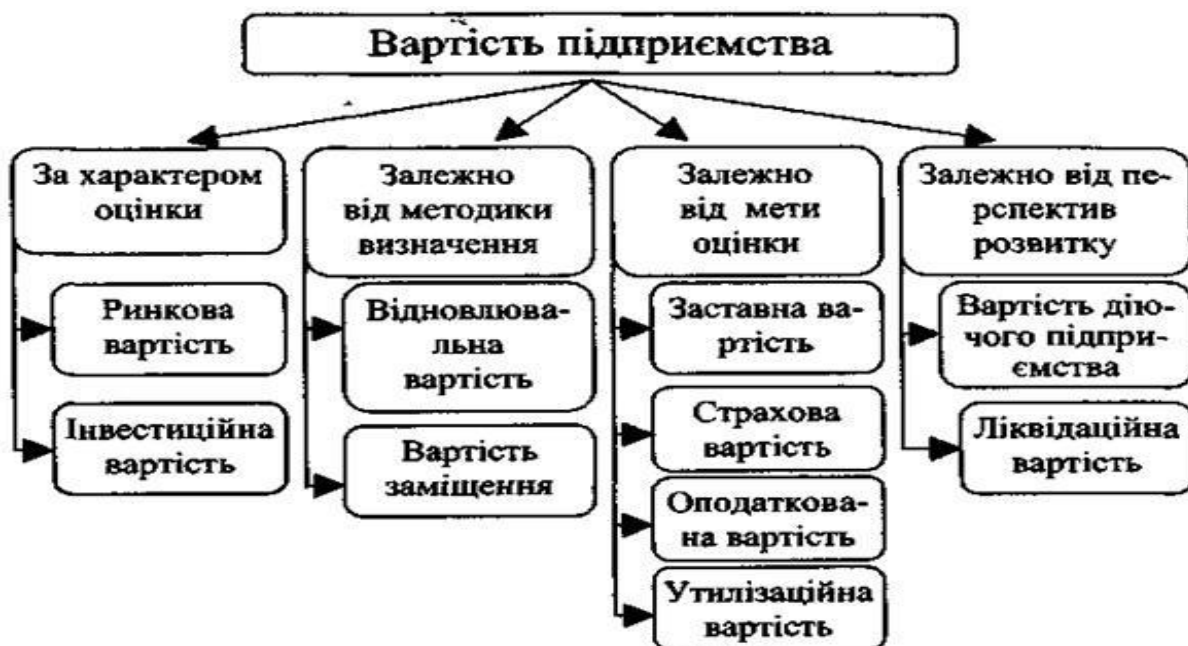 Вартість підприємства
За характером
оцінки
Ринкова
вартість
Інвестиційна
вартість
Залежно
від методики
визначення
Відновлюва-
льна
вартість
Вартість
заміщення
Залежно
від мети
оцінки
Заставна ва-
ртість
Страхова
вартість
Оподаткова-
на вартість
Утилізаційна
вартість
Залежно від пе-
рспектив
розвитку
Вартість дію-
чого підпри-
ємства
Ліквідаційна
вартість